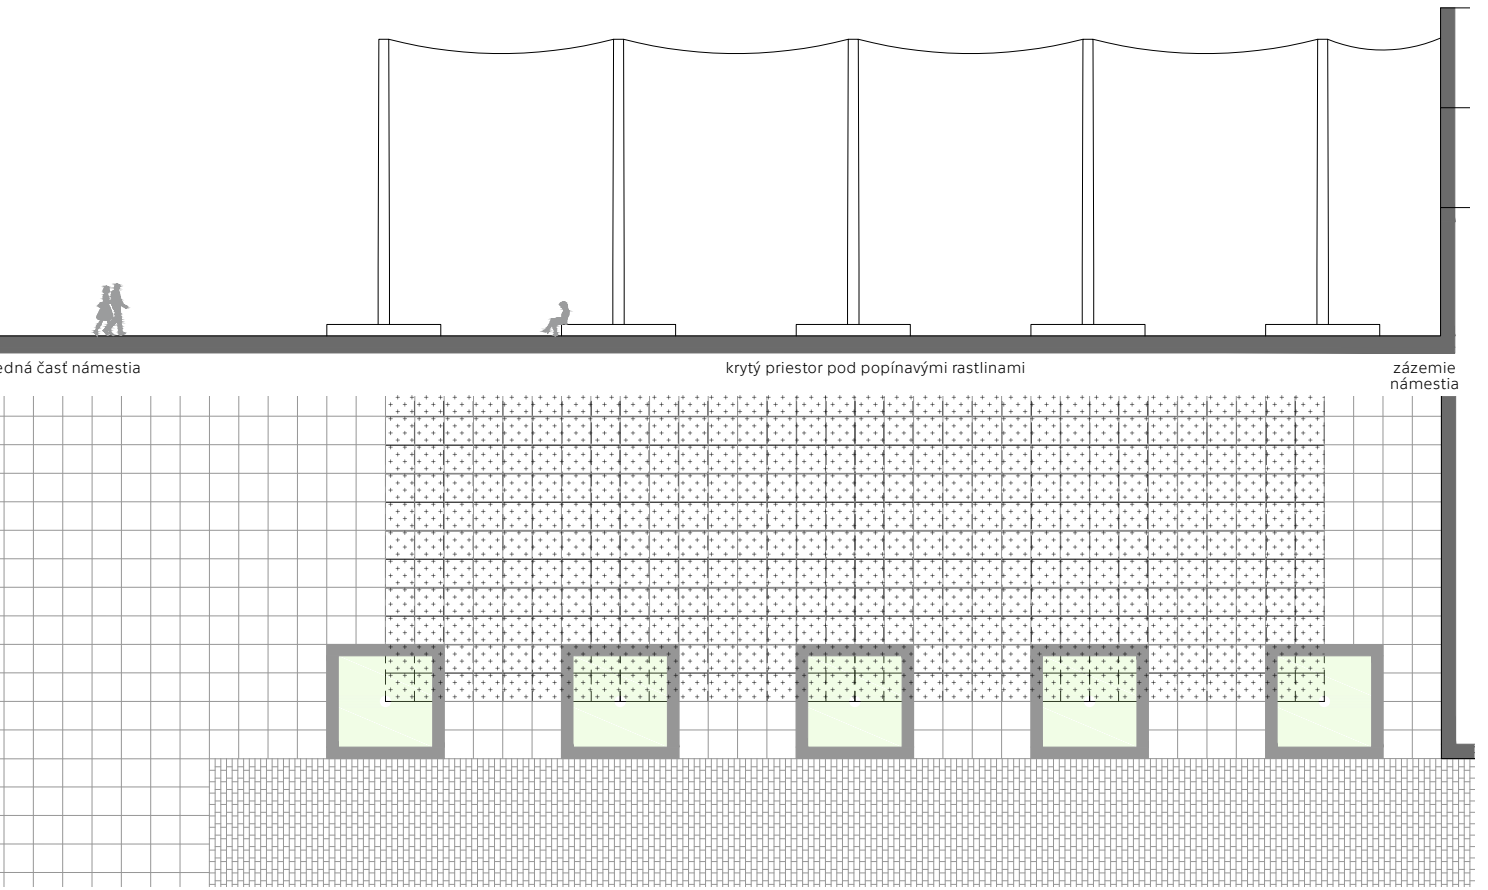 edná časť námestia
krytý priestor pod popínavými rastlinami
zázemie
námestia